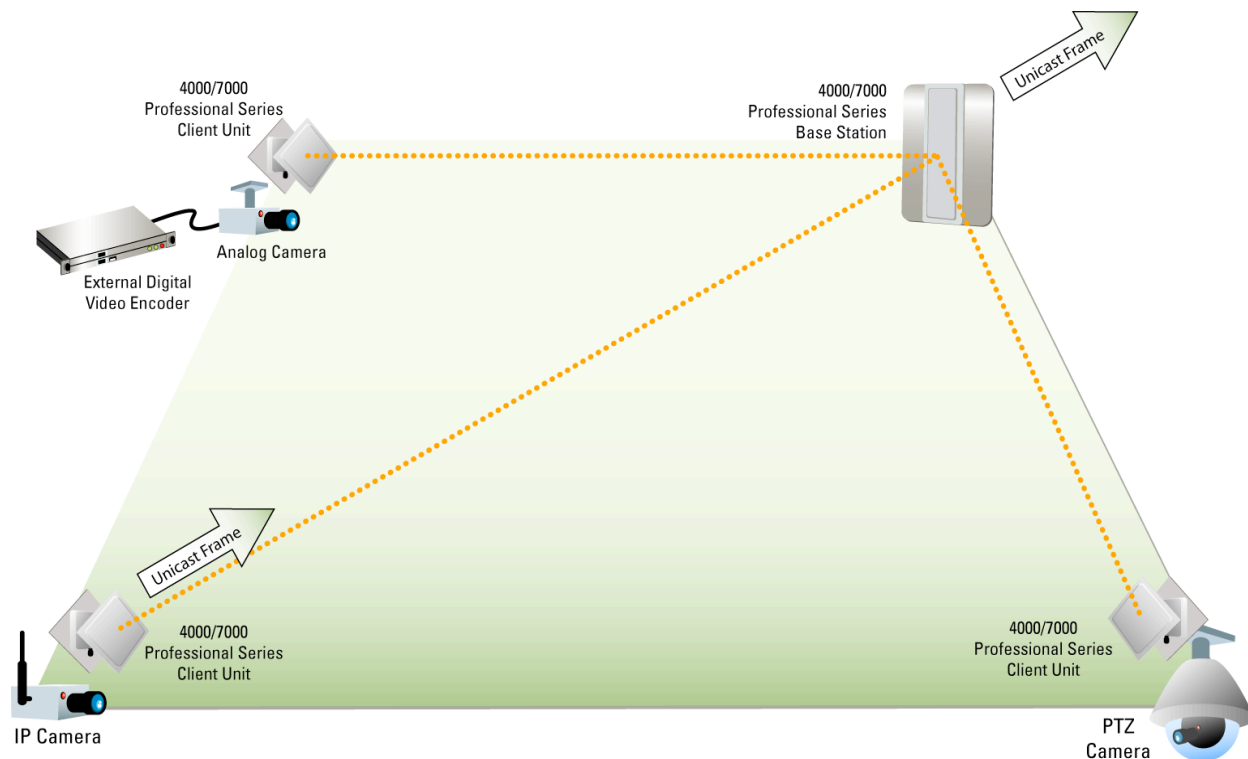 Unicast Frame
4000/7000
Professional Series
Client Unit
4000/7000
Professional Series
Base Station
Analog Camera
External Digital
Video Encoder
Unicast Frame
4000/7000
Professional Series
Client Unit
4000/7000
Professional Series
Client Unit
IP Camera
PTZ
Camera